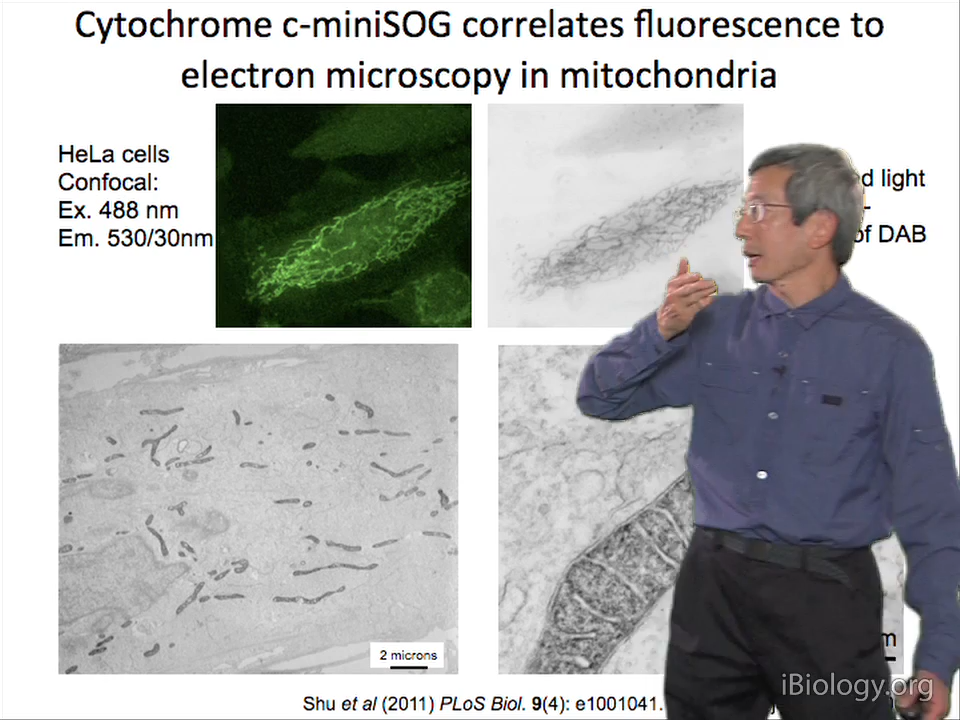 Cytochrome c-miniSOG correlates fluorescence to
electron microscopy in mitochondria
HeLa cells
Confocal:
Ex. 488 nm
Em. 530/30nm
light
of DAB
2 microns
Shu et al (2011) PLoS Biol. 9(4): e1001041.
iBiology.org